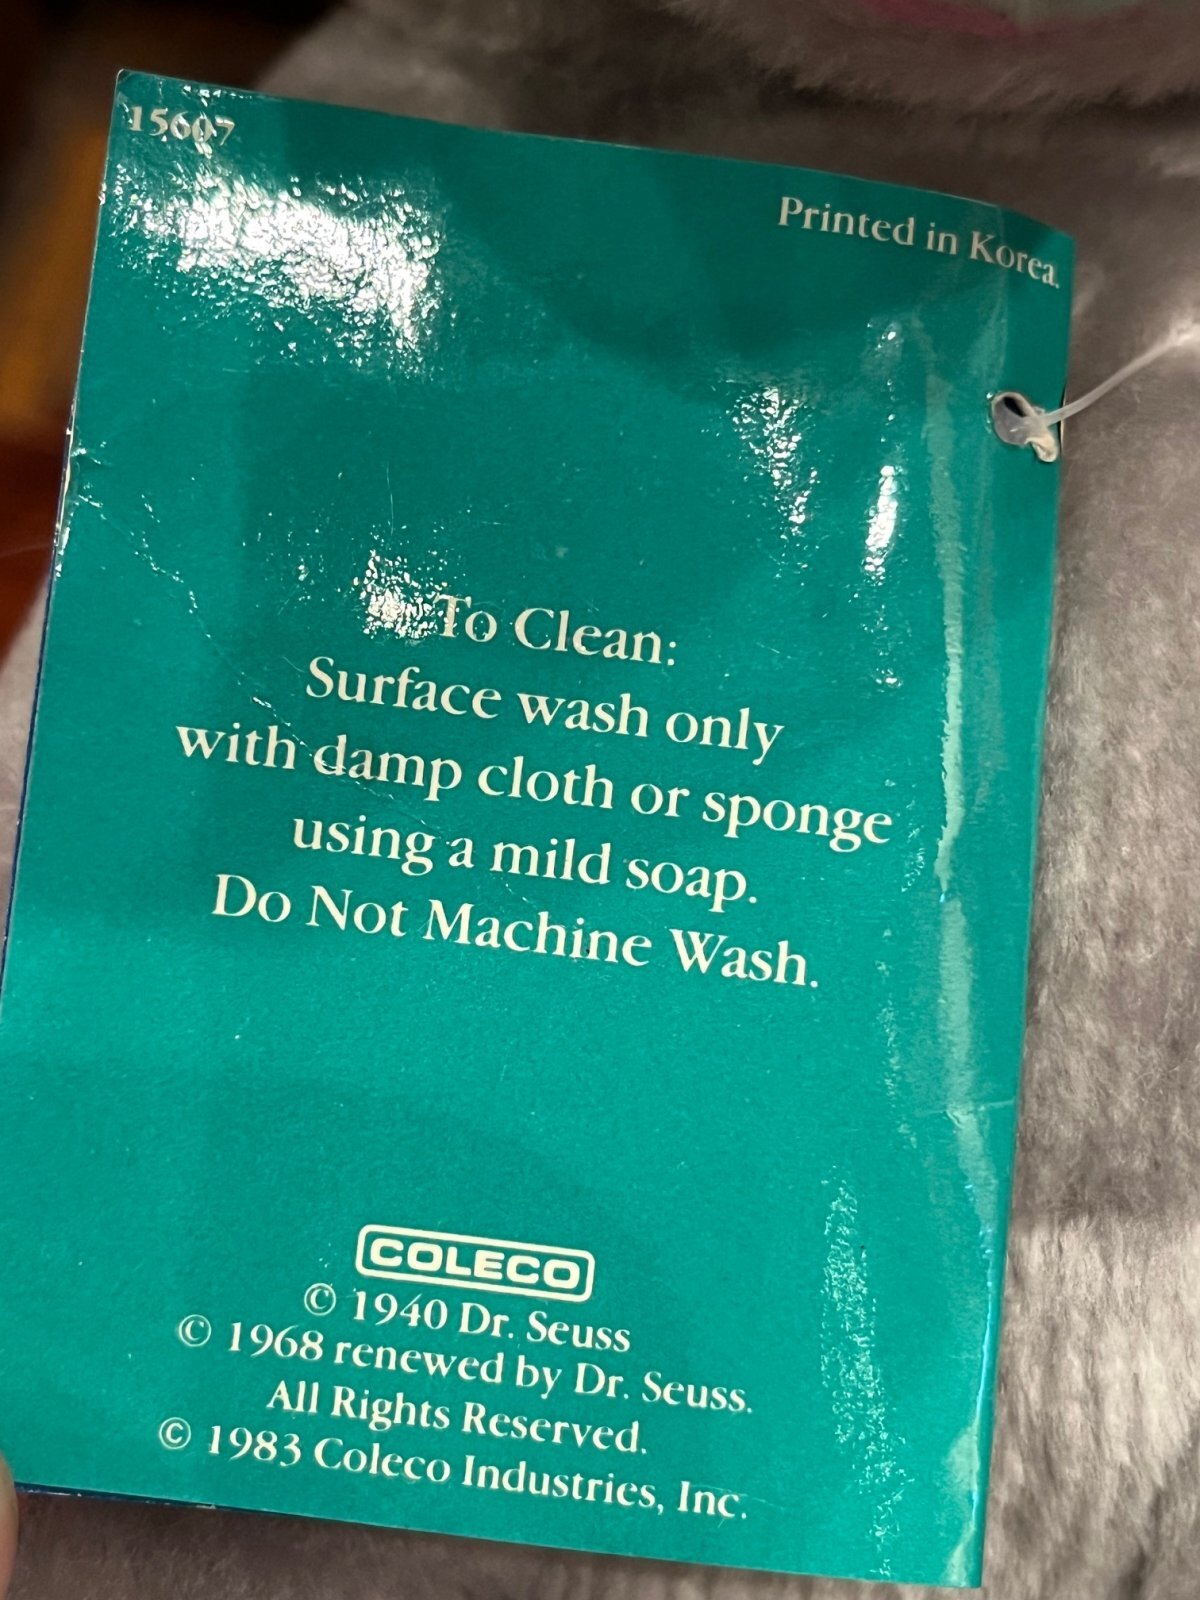 15607
Printed in Korea.
To Clean:
Surface wash only
with damp cloth or sponge
using a mild soap.
Do Not Machine Wash.
COLECO
© 1940 Dr. Seuss
© 1968 renewed by Dr. Seuss.
All Rights Reserved.
© 1983 Coleco Industries, Inc.